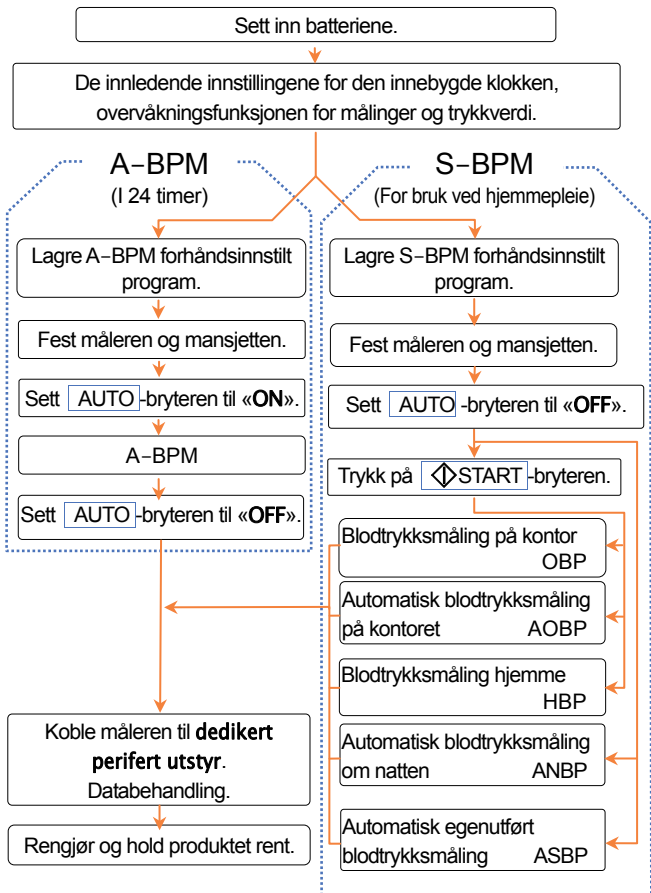 Sett inn batteriene.
De innledende innstillingene for den innebygde klokken,
overvåkningsfunksjonen for målinger og trykkverdi.
A-BPM
(I 24 timer)
Lagre A-BPM forhåndsinnstilt
program.
Fest måleren og mansjetten.
Sett AUTO -bryteren til «ON».
A-BPM
Sett AUTO -bryteren til «OFF».
S-BPM
(For bruk ved hjemmepleie)
Lagre S-BPM forhåndsinnstilt
program.
Fest måleren og mansjetten.
Sett AUTO -bryteren til «OFF».
Trykk på START -bryteren.
Blodtrykksmåling på kontor
OBP
Automatisk blodtrykksmåling
på kontoret AOBP
Blodtrykksmåling hjemme
HBP
Automatisk blodtrykksmåling
om natten ANBP
Automatisk egenutført
blodtrykksmåling ASBP
Koble måleren til dedikert
perifert utstyr.
Databehandling.
Rengjør og hold produktet rent.